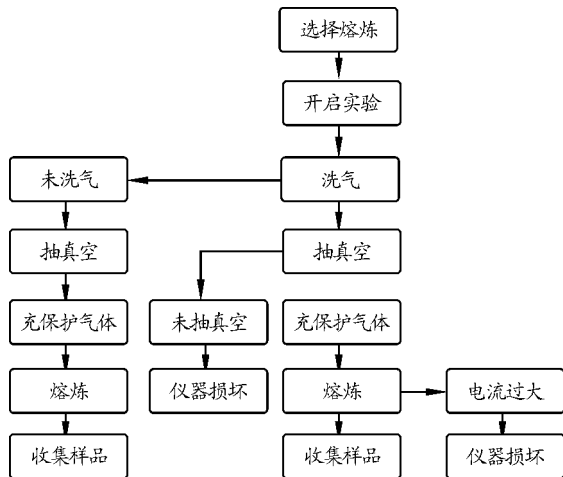 选择熔炼
开启实验
未洗气
洗气
抽真空
抽真空
充保护气体
未抽真空
充保护气体
熔炼
仪器损坏
熔炼
电流过大
收集样品
收集样品
仪器损坏